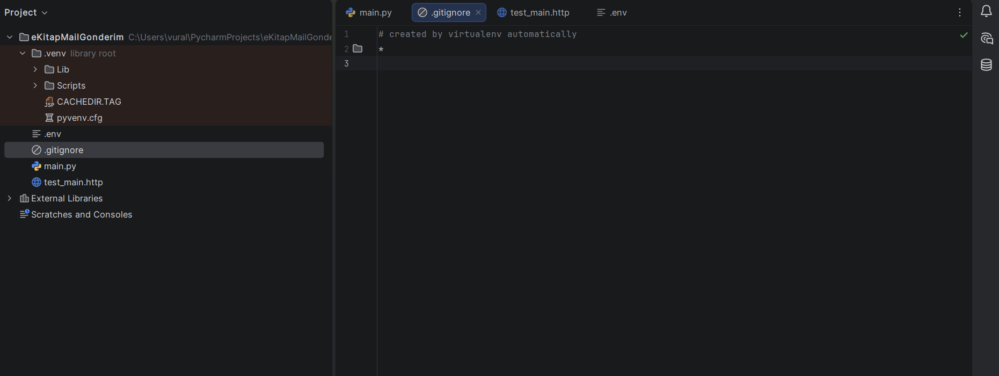 Project
eKitapMailGonderim C:\Users\vural\PycharmProjects\eKitapMailGonde
.venv library root
Lib
Scripts
JSP CACHEDIR.TAG
pyvenv.cfg
.env
.gitignore
main.py
test_main.http
External Libraries
Scratches and Consoles
main.py .gitignore test_main.http .env
1 # created by virtualenv automatically
2 *
3